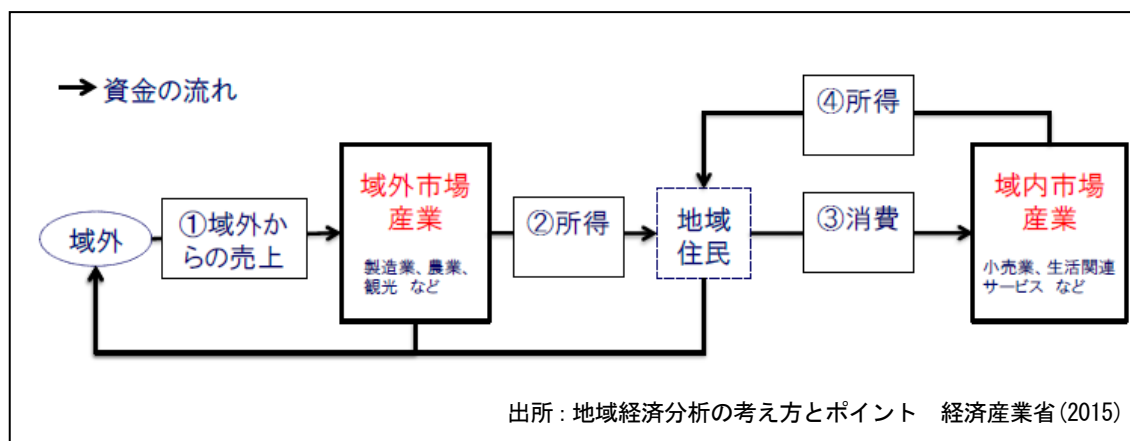 資金の流れ
④所得
域外
①域外か
らの売上
域外市場
産業
製造業、農業、
観光 など
②所得
地域
住民
③消費
域内市場
産業
小売業、生活関連
サービス など
出所：地域経済分析の考え方とポイント　経済産業省(2015)